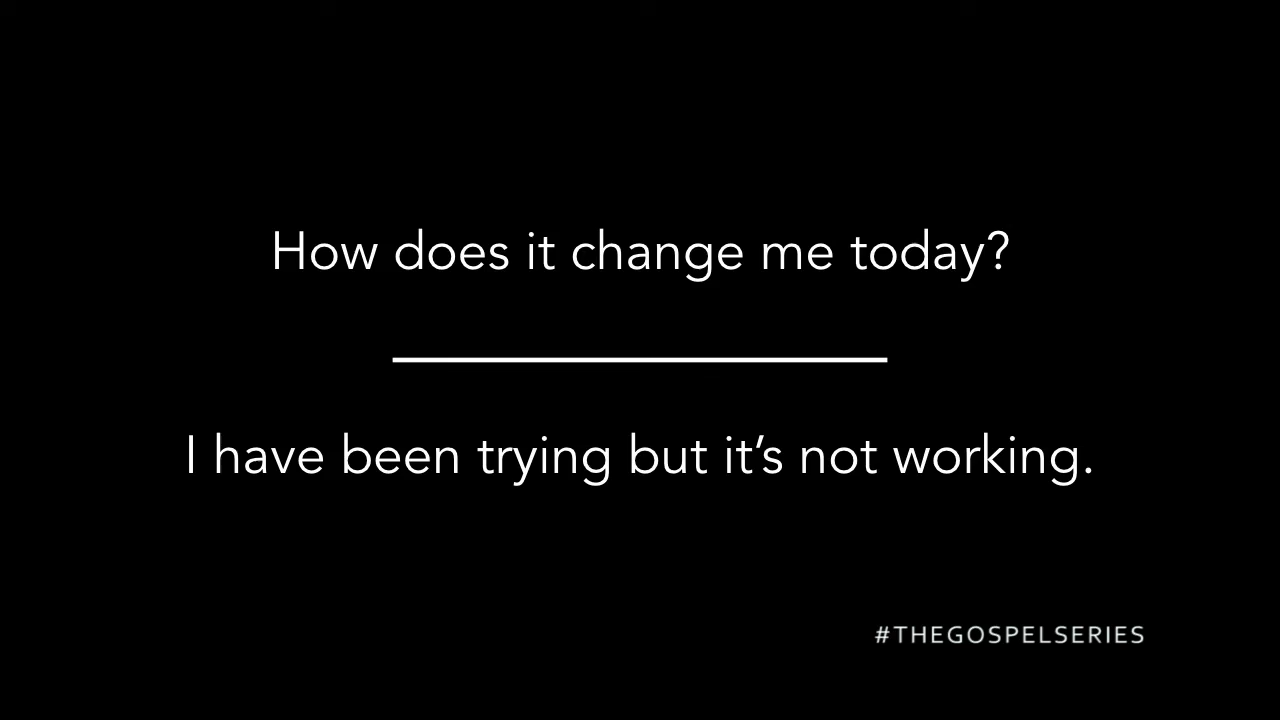 How does it change me today?
I have been trying but it’s not working.
#THEGOSPELSERIES